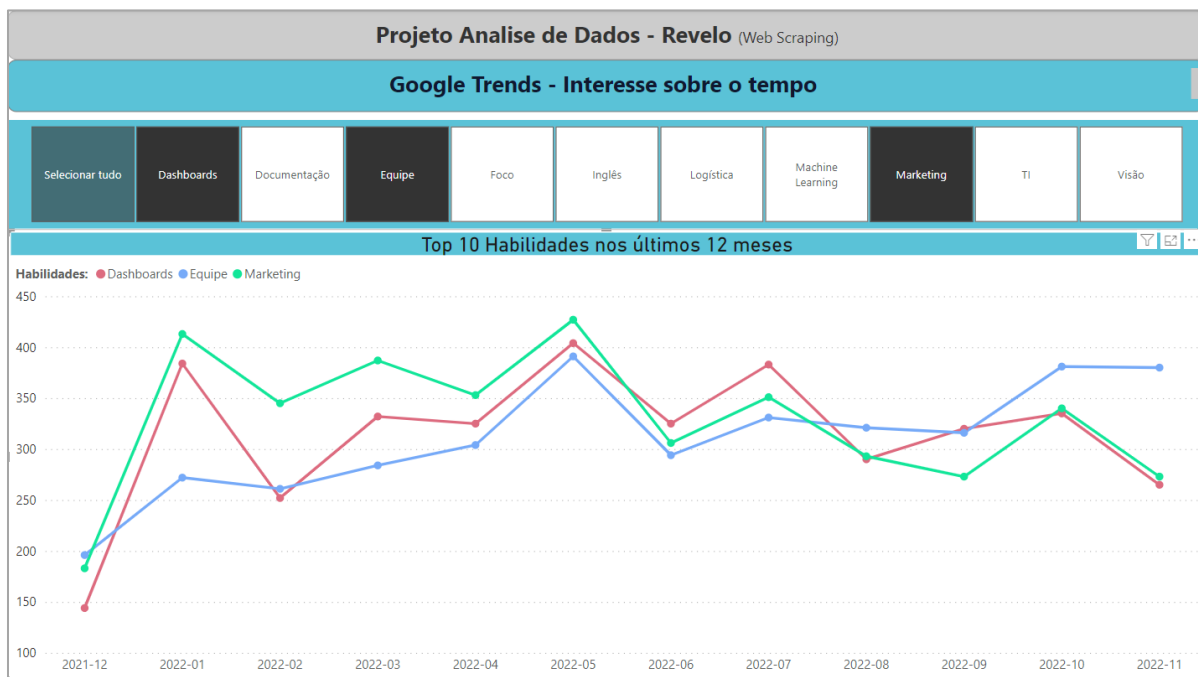 Projeto Analise de Dados - Revelo (Web Scraping)
Google Trends - Interesse sobre o tempo
Selecionar tudo
Dashboards
Documentação
Equipe
Foco
Inglês
Logística
Machine
Learning
Marketing
TI
Visão
Top 10 Habilidades nos últimos 12 meses
Habilidades: Dashboards Equipe Marketing
450
400
350
300
250
200
150
100
2021-12 2022-01 2022-02 2022-03 2022-04 2022-05 2022-06 2022-07 2022-08 2022-09 2022-10 2022-11